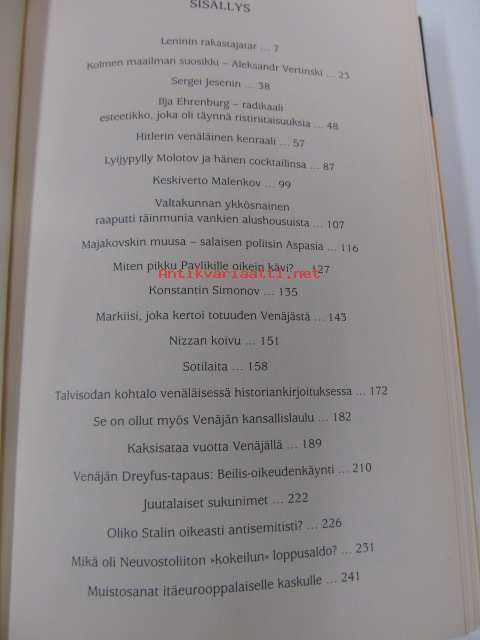 SISÄLLYS
Leninin rakastajatar ... 7
Kolmen maailman suosikki – Aleksandr Vertinski ... 23
Sergei Jesenin ... 38
Ilja Ehrenburg – radikaali
esteetikko, joka oli täynnä ristiriitaisuuksia ... 48
Hitlerin venäläinen kenraali ... 57
Lyijypylly Molotov ja hänen cocktailinsa ... 87
Keskiverto Malenkov ... 99
Valtakunnan ykkösnainen
raaputti täinmunia vankien alushousuista ... 107
Majakovskin muusa – salaisen poliisin Aspasia ... 116
Miten pikku Pavlikille oikein kävi? ... 127
Antikvariaatti.net
Konstantin Simonov ... 135
Markiisi, joka kertoi totuuden Venäjästä ... 143
Nizzan koivu ... 151
Sotilaita ... 158
Talvisodan kohtalo venäläisessä historiankirjoituksessa ... 172
Se on ollut myös Venäjän kansallislaulu ... 182
Kaksisataa vuotta Venäjällä ... 189
Venäjän Dreyfus-tapaus: Beilis-oikeudenkäynti ... 210
Juutalaiset sukunimet ... 222
Oliko Stalin oikeasti antisemitisti? ... 226
Mikä oli Neuvostoliiton »kokeilun» loppusaldo? ... 231
Muistosanat itäeurooppalaiselle kaskulle ... 241